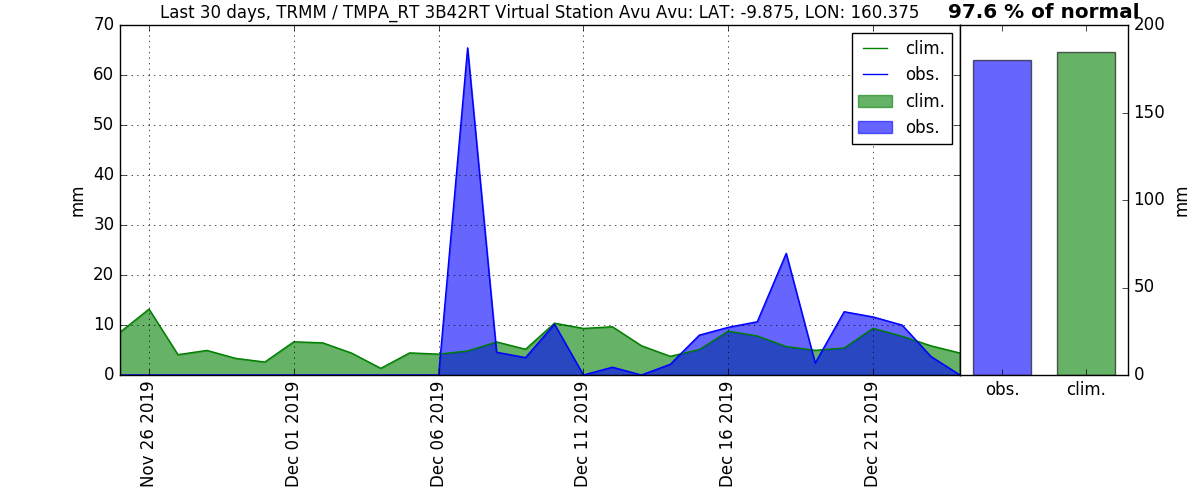 Last 30 days, TRMM / TMPA_RT 3B42RT Virtual Station Avu Avu: LAT: -9.875, LON: 160.375
97.6 % of normal
70
60
50
40
30
20
10
0
mm
clim.
obs.
clim.
obs.
Nov 26 2019
Dec 01 2019
Dec 06 2019
Dec 11 2019
Dec 16 2019
Dec 21 2019
200
150
100
50
0
mm
obs.
clim.